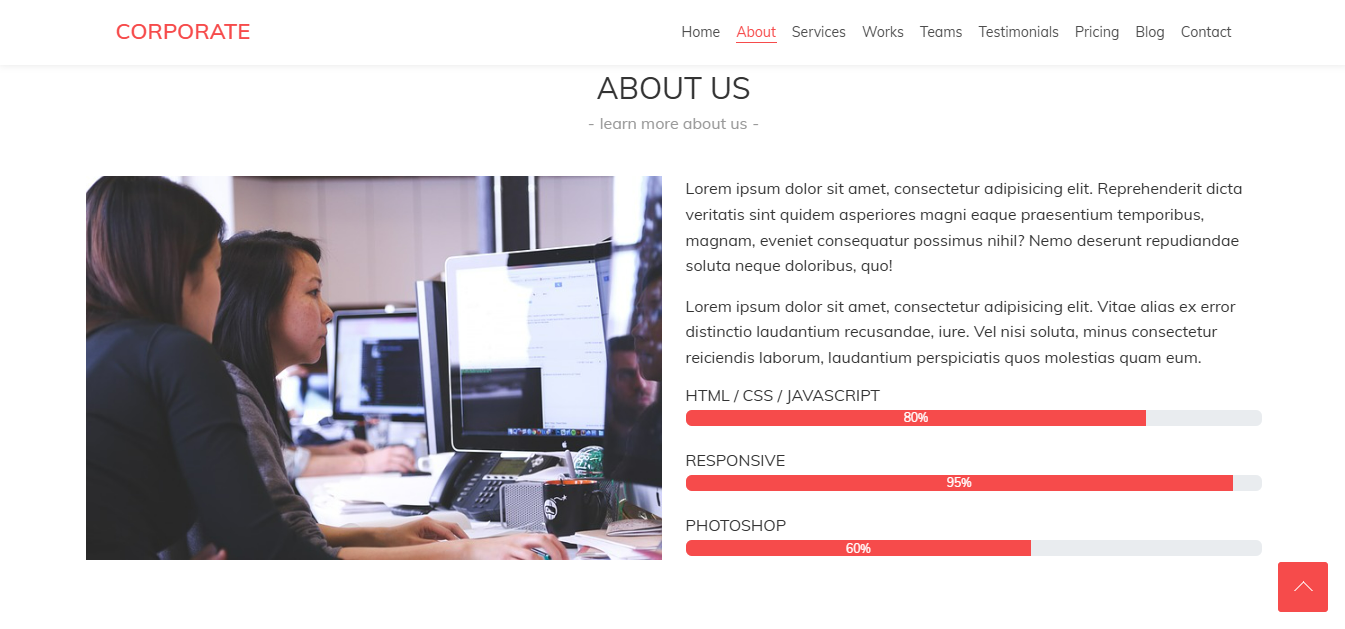 CORPORATE
Home About Services Works Teams Testimonials Pricing Blog Contact
ABOUT US
- learn more about us -
Lorem ipsum dolor sit amet, consectetur adipisicing elit. Reprehenderit dicta
veritatis sint quidem asperiores magni eaque praesentium temporibus,
magnam, eveniet consequatur possimus nihil? Nemo deserunt repudiandae
soluta neque doloribus, quo!
Lorem ipsum dolor sit amet, consectetur adipisicing elit. Vitae alias ex error
distinctio laudantium recusandae, iure. Vel nisi soluta, minus consectetur
reiciendis laborum, laudantium perspiciatis quos molestias quam eum.
HTML / CSS / JAVASCRIPT
80%
RESPONSIVE
95%
PHOTOSHOP
60%